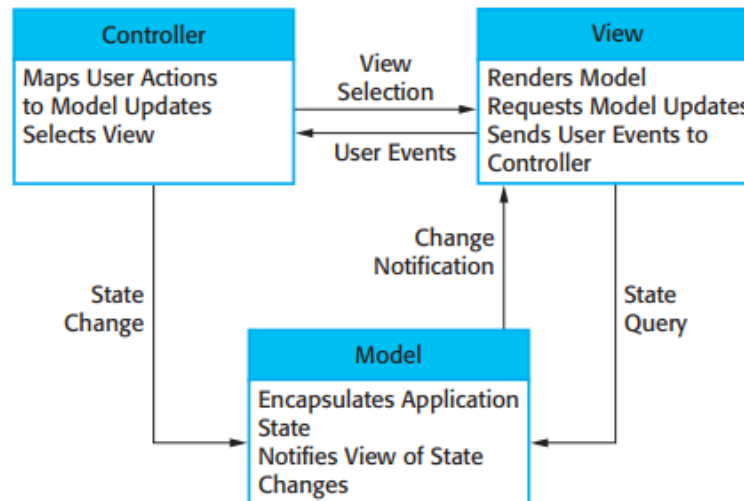 Controller
Maps User Actions
to Model Updates
Selects View
View
Selection
User Events
View
Renders Model
Requests Model Updates
Sends User Events to
Controller
State
Change
Change
Notification
State
Query
Model
Encapsulates Application
State
Notifies View of State
Changes